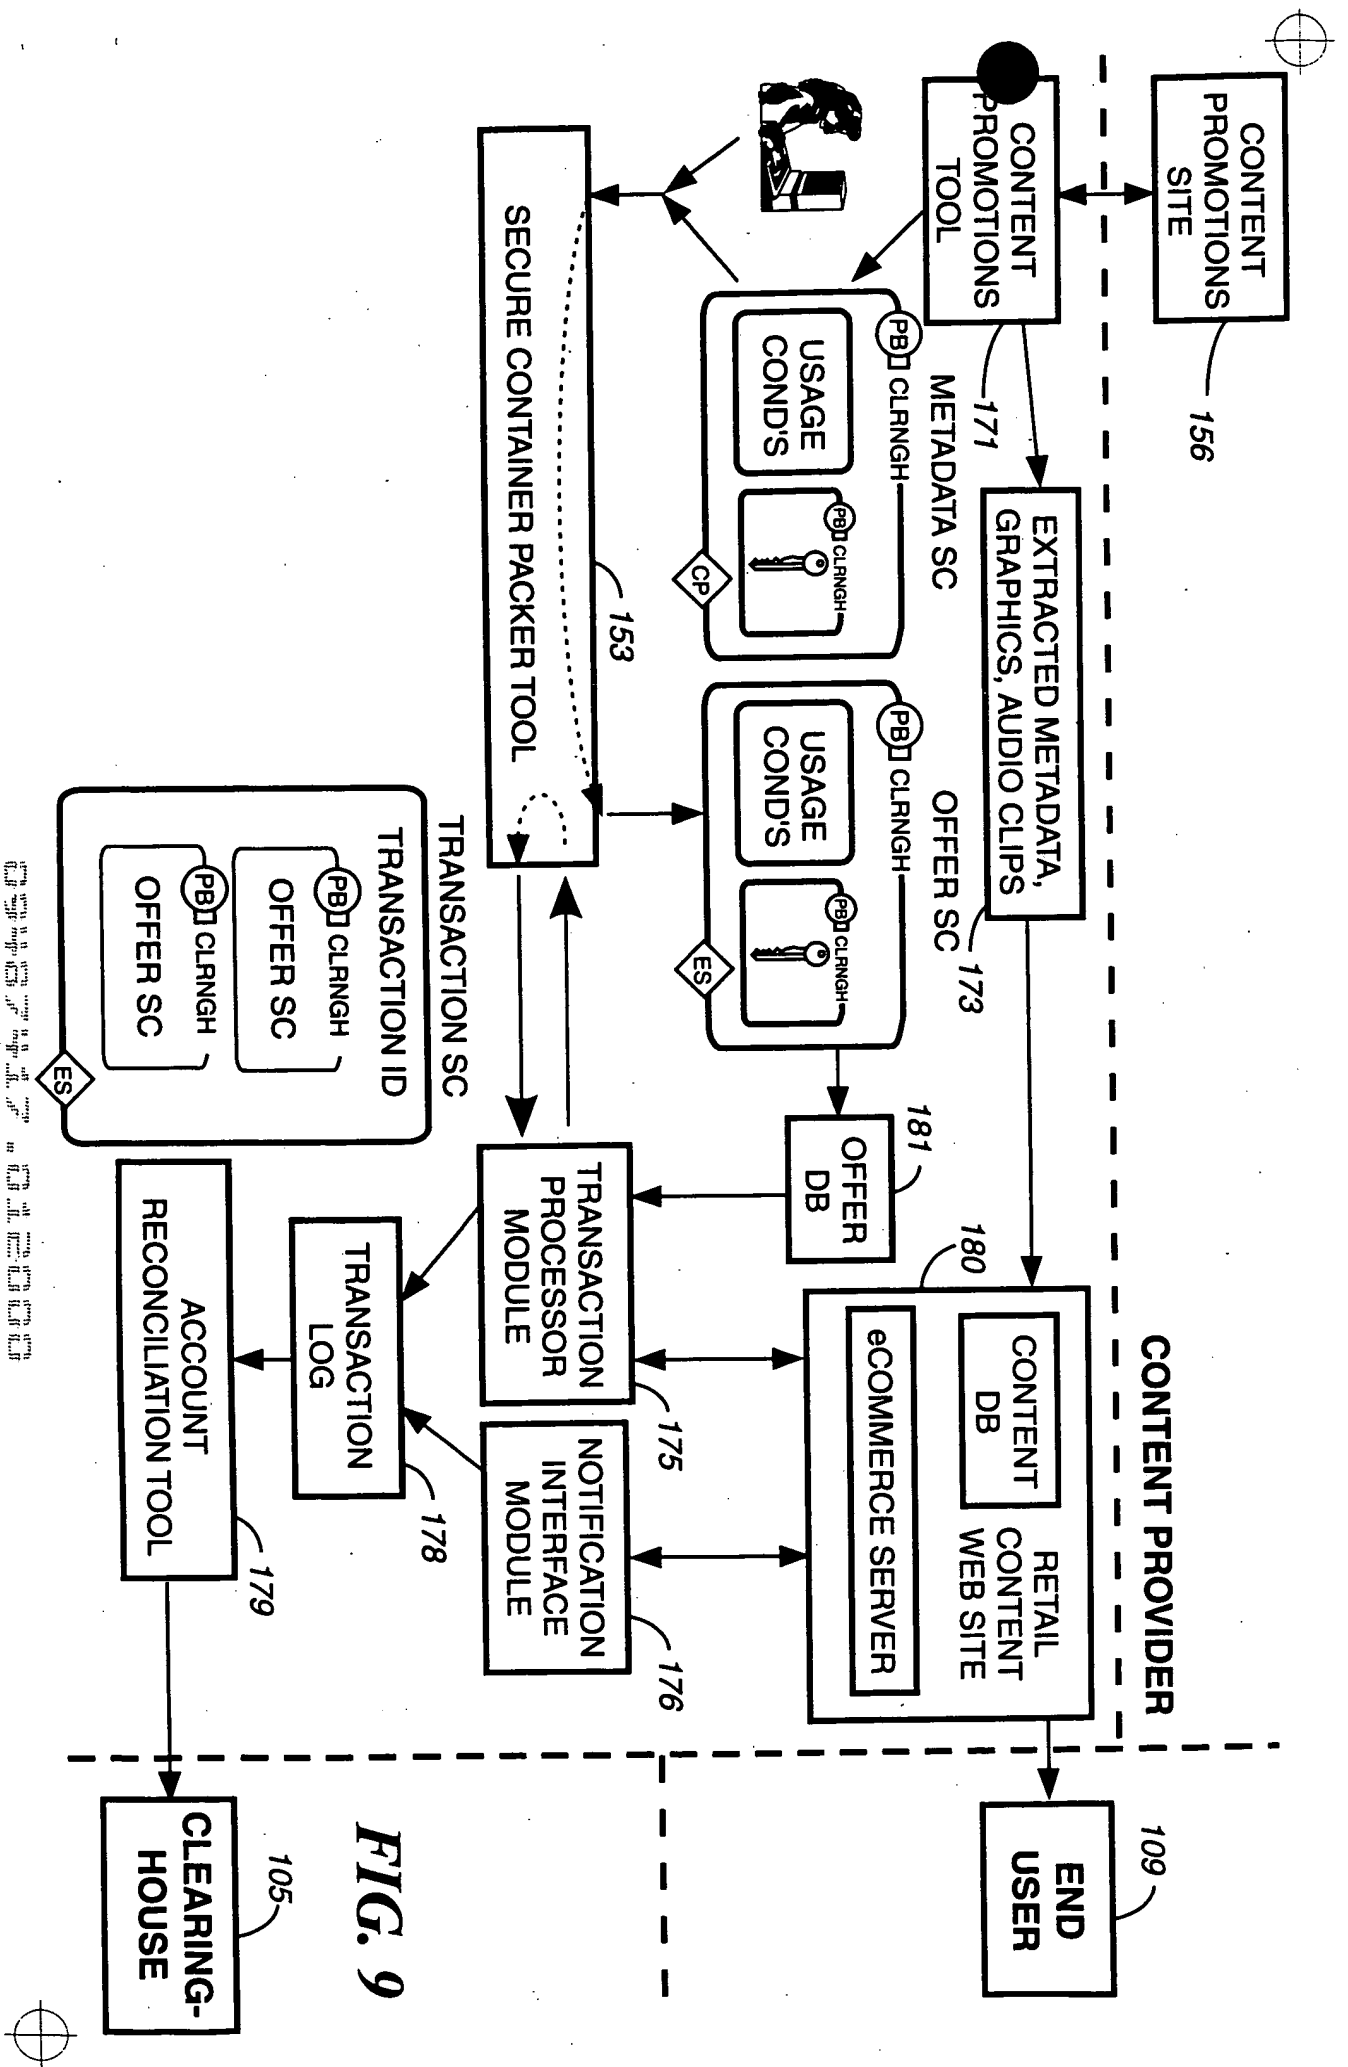 CONTENT PROVIDER
CONTENT
PROMOTIONS
SITE
156
CONTENT
PROMOTIONS
TOOL
171
EXTRACTED METADATA,
GRAPHICS, AUDIO CLIPS
173
METADATA SC
PB CLRNGH
USAGE
COND'S
PB CLRNGH
CP
OFFER SC
PB CLRNGH
USAGE
COND'S
PB CLRNGH
ES
181
OFFER
DB
180
CONTENT
DB
RETAIL
CONTENT
WEB SITE
eCOMMERCE SERVER
109
END
USER
153
SECURE CONTAINER PACKER TOOL
TRANSACTION
PROCESSOR
MODULE
175
NOTIFICATION
INTERFACE
MODULE
176
TRANSACTION SC
TRANSACTION ID
PB CLRNGH
OFFER SC
PB CLRNGH
OFFER SC
ES
TRANSACTION
LOG
178
ACCOUNT
RECONCILIATION TOOL
179
105
CLEARING-
HOUSE
FIG. 9
09487417.012000